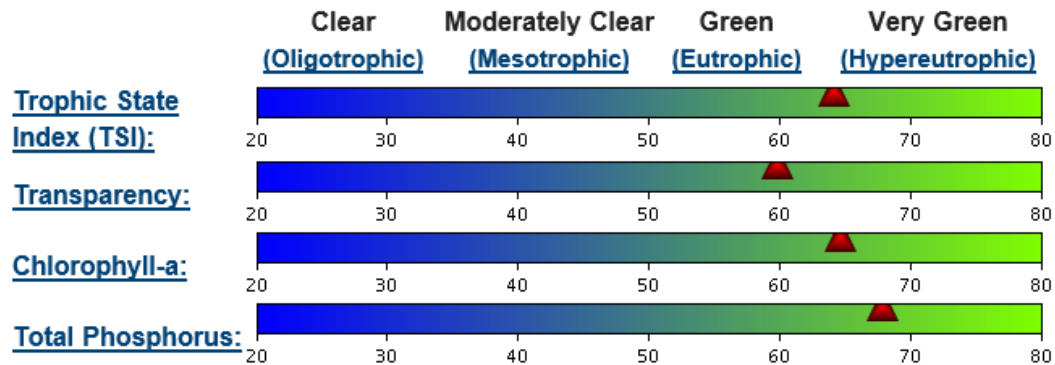 Clear Moderately Clear Green Very Green
(Oligotrophic) (Mesotrophic) (Eutrophic) (Hypereutrophic)
Trophic State
Index (TSI):
20 30 40 50 60 70 80
Transparency:
20 30 40 50 60 70 80
Chlorophyll-a:
20 30 40 50 60 70 80
Total Phosphorus:
20 30 40 50 60 70 80